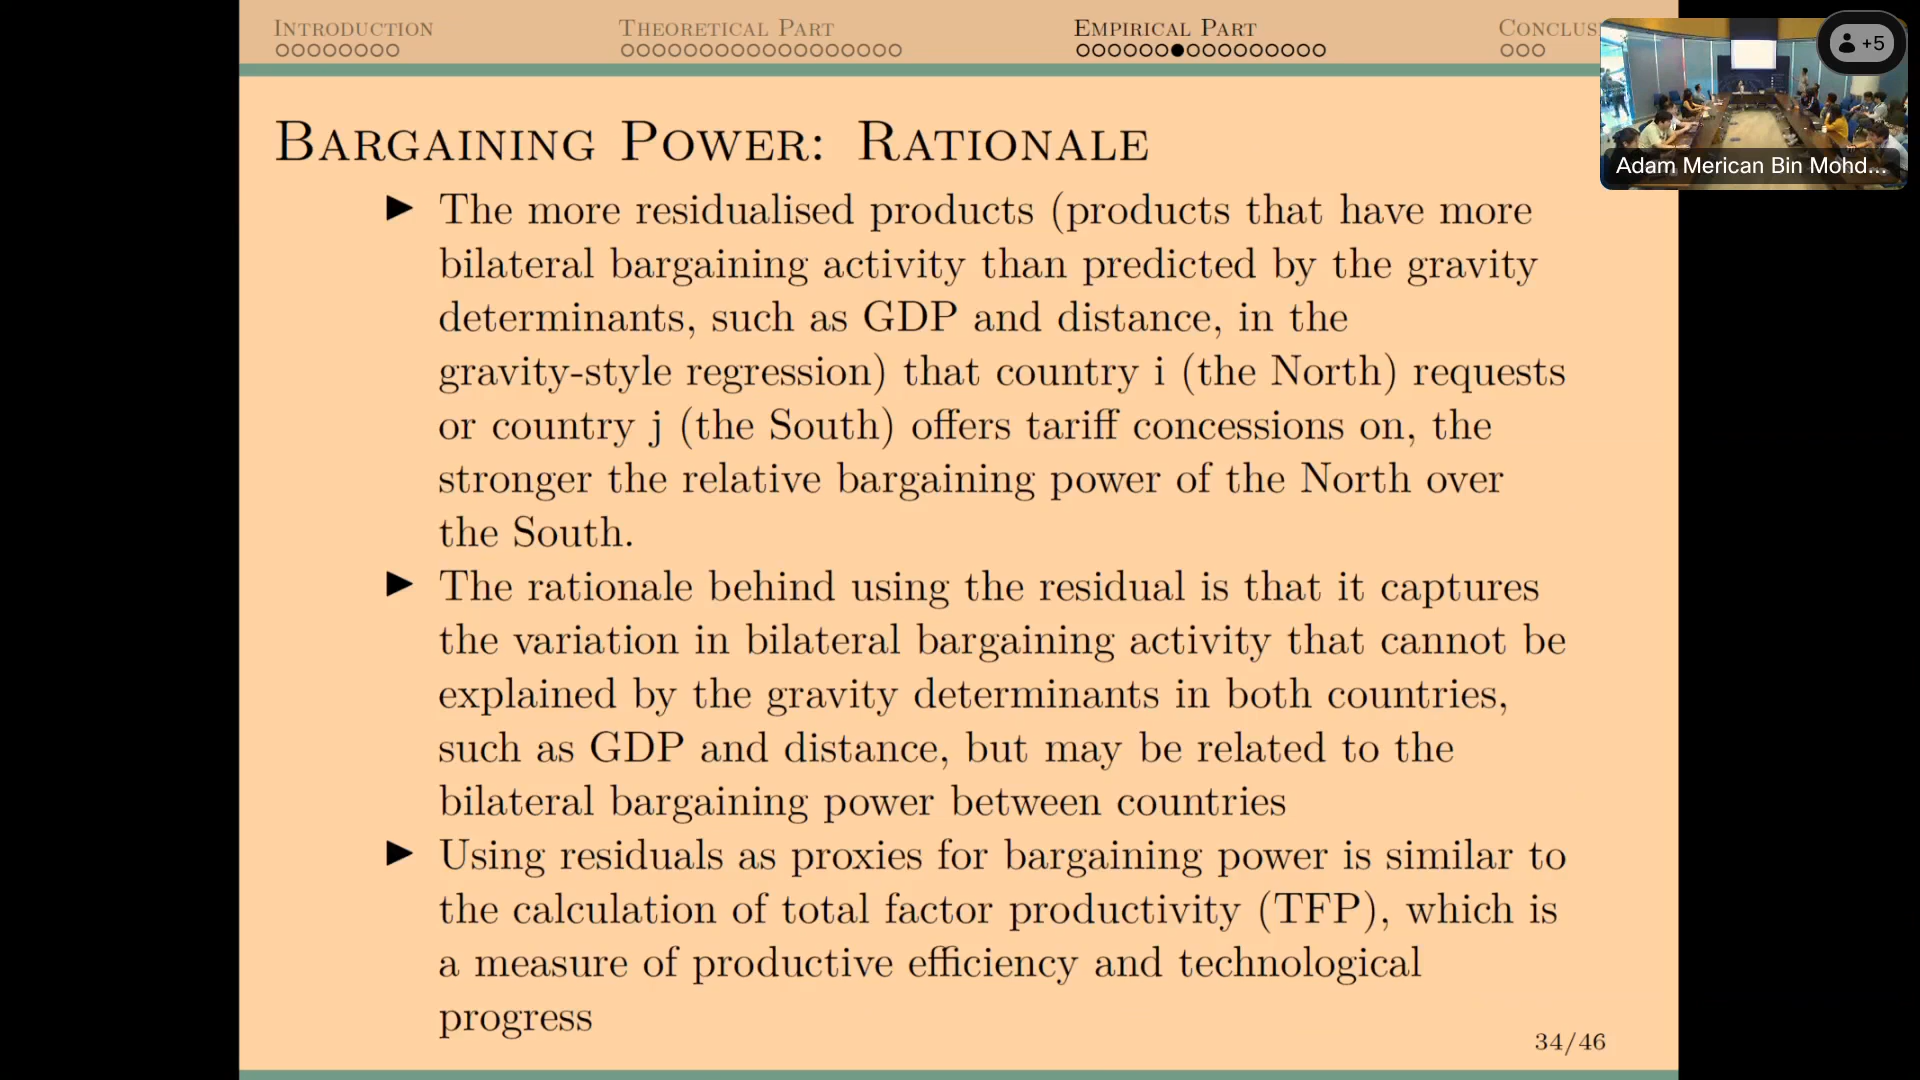 Introduction
Theoretical Part
Empirical Part
Conclus
+5
Adam Merican Bin Mohd...
Bargaining Power: Rationale
The more residualised products (products that have more
bilateral bargaining activity than predicted by the gravity
determinants, such as GDP and distance, in the
gravity-style regression) that country i (the North) requests
or country j (the South) offers tariff concessions on, the
stronger the relative bargaining power of the North over
the South.
The rationale behind using the residual is that it captures
the variation in bilateral bargaining activity that cannot be
explained by the gravity determinants in both countries,
such as GDP and distance, but may be related to the
bilateral bargaining power between countries
Using residuals as proxies for bargaining power is similar to
the calculation of total factor productivity (TFP), which is
a measure of productive efficiency and technological
progress
34/46